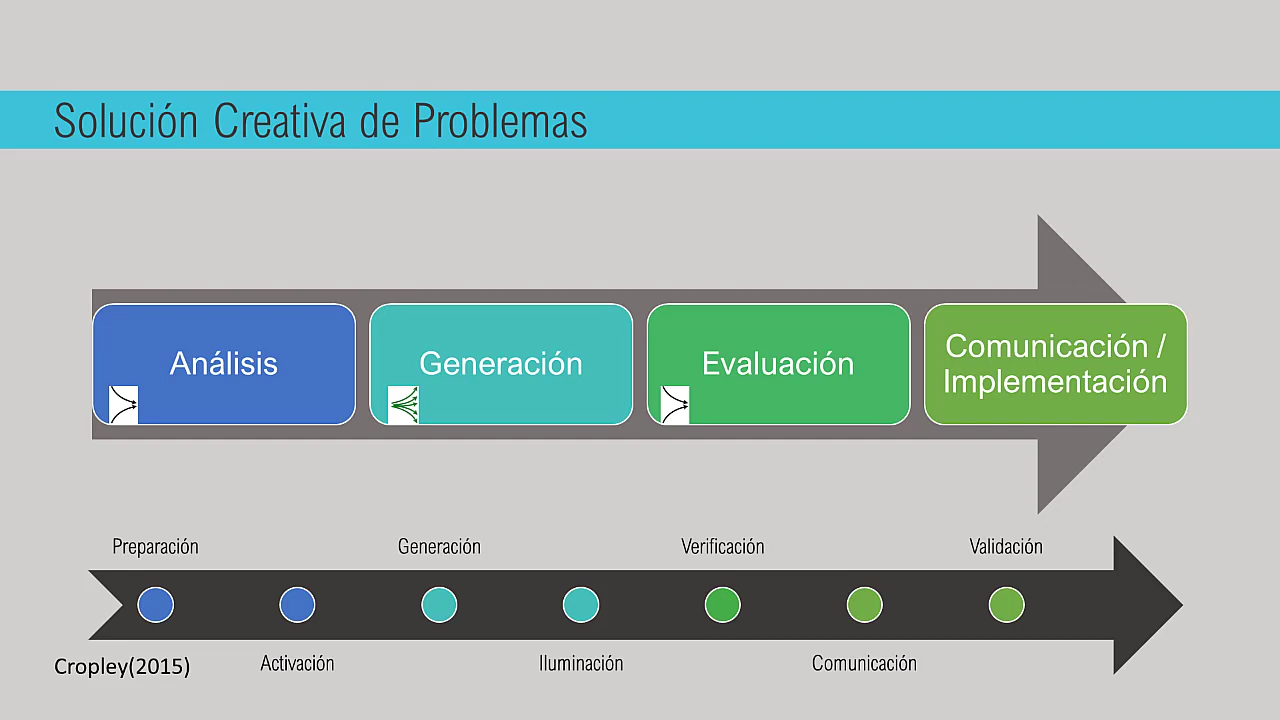 Solución Creativa de Problemas
Análisis
Generación
Evaluación
Comunicación /
Implementación
Preparación
Generación
Verificación
Validación
Cropley(2015)
Activación
Iluminación
Comunicación